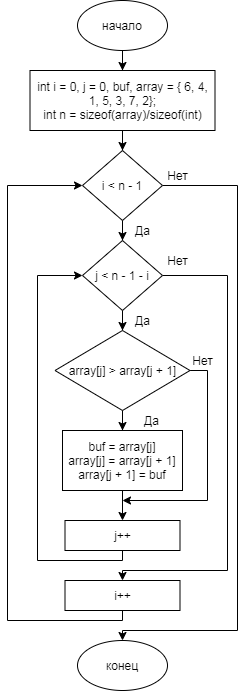 начало
int i = 0, j = 0, buf, array = { 6, 4,
1, 5, 3, 7, 2};
int n = sizeof(array)/sizeof(int)
i < n - 1
Нет
Да
j < n - 1 - i
Нет
Да
array[j] > array[j + 1]
Нет
Да
buf = array[j]
array[j] = array[j + 1]
array[j + 1] = buf
j++
i++
конец